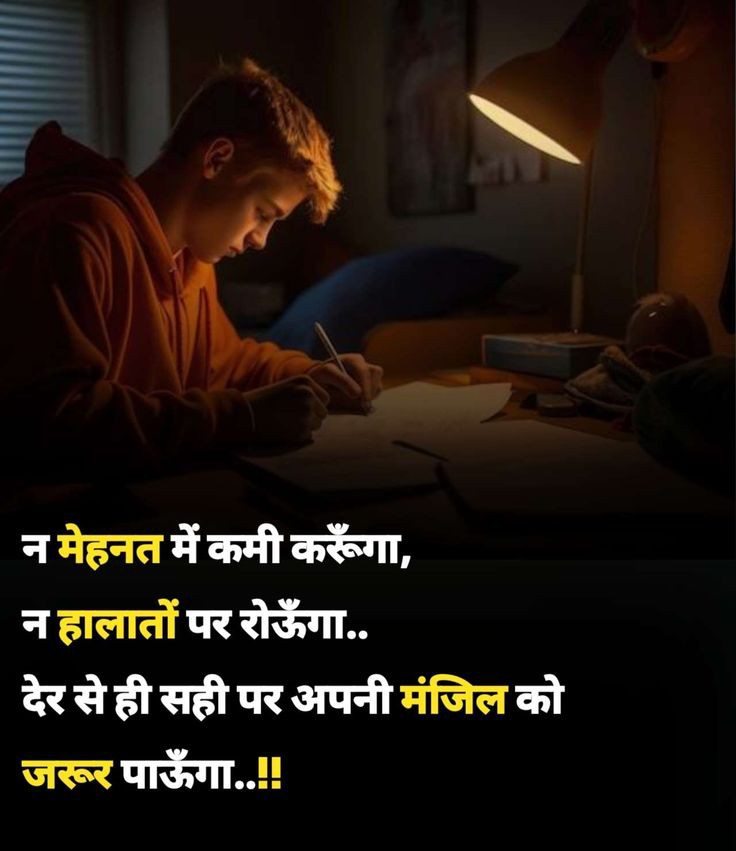 न मेहनत में कमी करूँगा,
न हालातों पर रोऊँगा..
देर से ही सही पर अपनी मंजिल को
जरूर पाऊँगा..!!